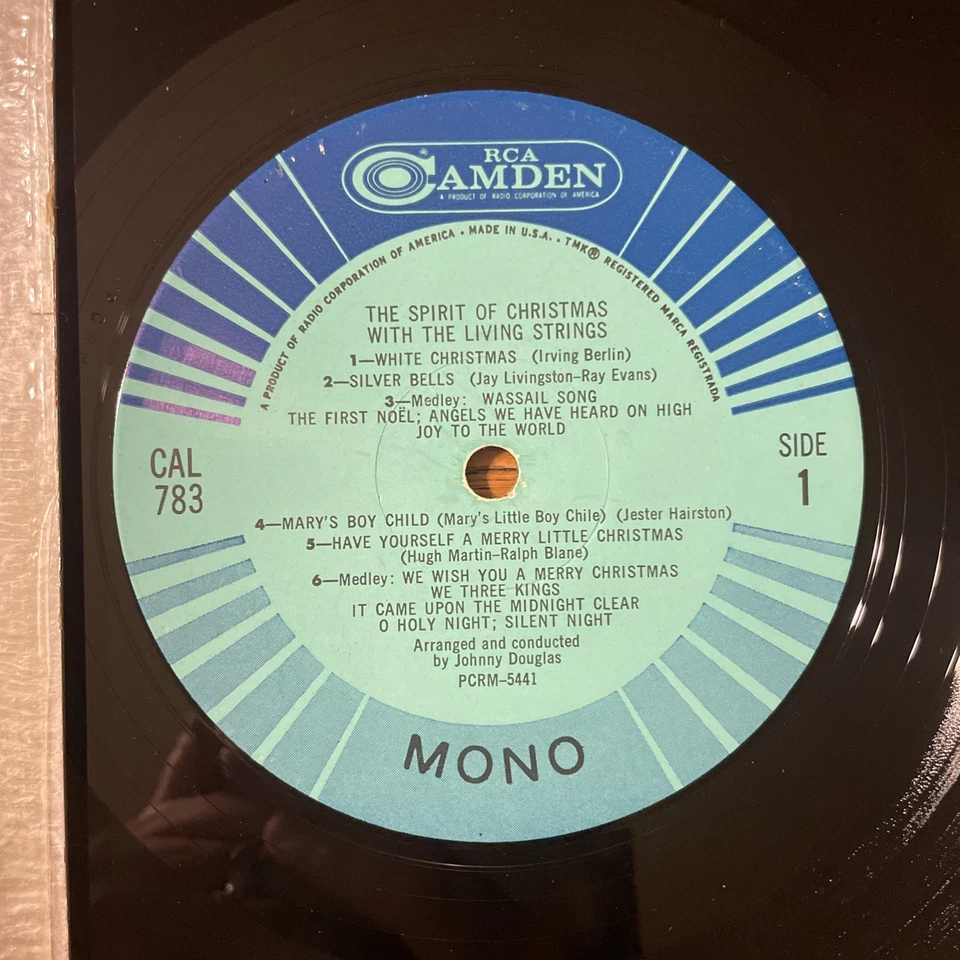 RCA
CAMDEN
®
A PRODUCT OF RADIO CORPORATION OF AMERICA
A PRODUCT OF RADIO CORPORATION OF AMERICA • MADE IN U.S.A. • TMK® REGISTERED MARCA REGISTRADA
THE SPIRIT OF CHRISTMAS
WITH THE LIVING STRINGS
1—WHITE CHRISTMAS (Irving Berlin)
2—SILVER BELLS (Jay Livingston–Ray Evans)
3—Medley: WASSAIL SONG
THE FIRST NOËL; ANGELS WE HAVE HEARD ON HIGH
JOY TO THE WORLD
CAL
783
SIDE
1
4—MARY'S BOY CHILD (Mary's Little Boy Chile) (Jester Hairston)
5—HAVE YOURSELF A MERRY LITTLE CHRISTMAS
(Hugh Martin–Ralph Blane)
6—Medley: WE WISH YOU A MERRY CHRISTMAS
WE THREE KINGS
IT CAME UPON THE MIDNIGHT CLEAR
O HOLY NIGHT; SILENT NIGHT
Arranged and conducted
by Johnny Douglas
PCRM–5441
MONO